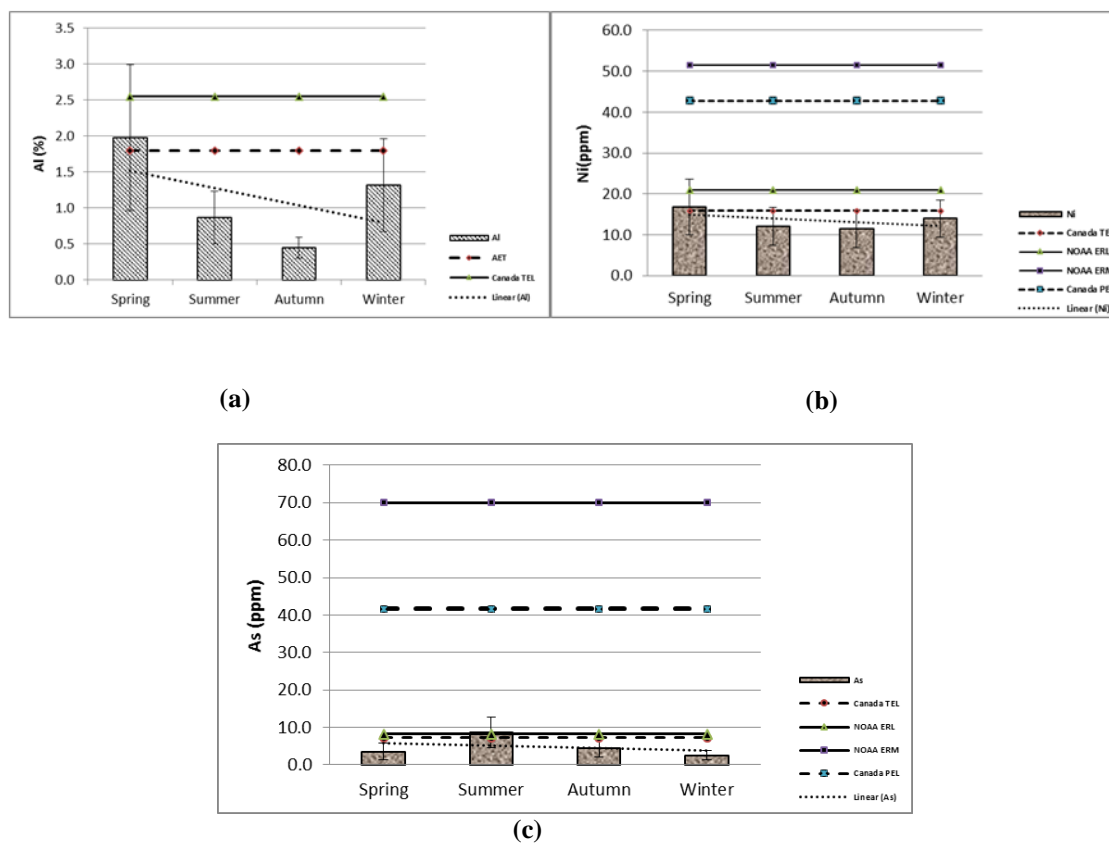 3.5
3.0
2.5
2.0
1.5
1.0
0.5
0.0
Al (%)
Spring Summer Autumn Winter
Al
AET
Canada TEL
Linear (Al)
60.0
50.0
40.0
30.0
20.0
10.0
0.0
Ni(ppm)
Spring Summer Autumn Winter
Ni
Canada TE
NOAA ERL
NOAA ERM
Canada PE
Linear (Ni)
(a)
(b)
80.0
70.0
60.0
50.0
40.0
30.0
20.0
10.0
0.0
As (ppm)
Spring Summer Autumn Winter
As
Canada TEL
NOAA ERL
NOAA ERM
Canada PEL
Linear (As)
(c)